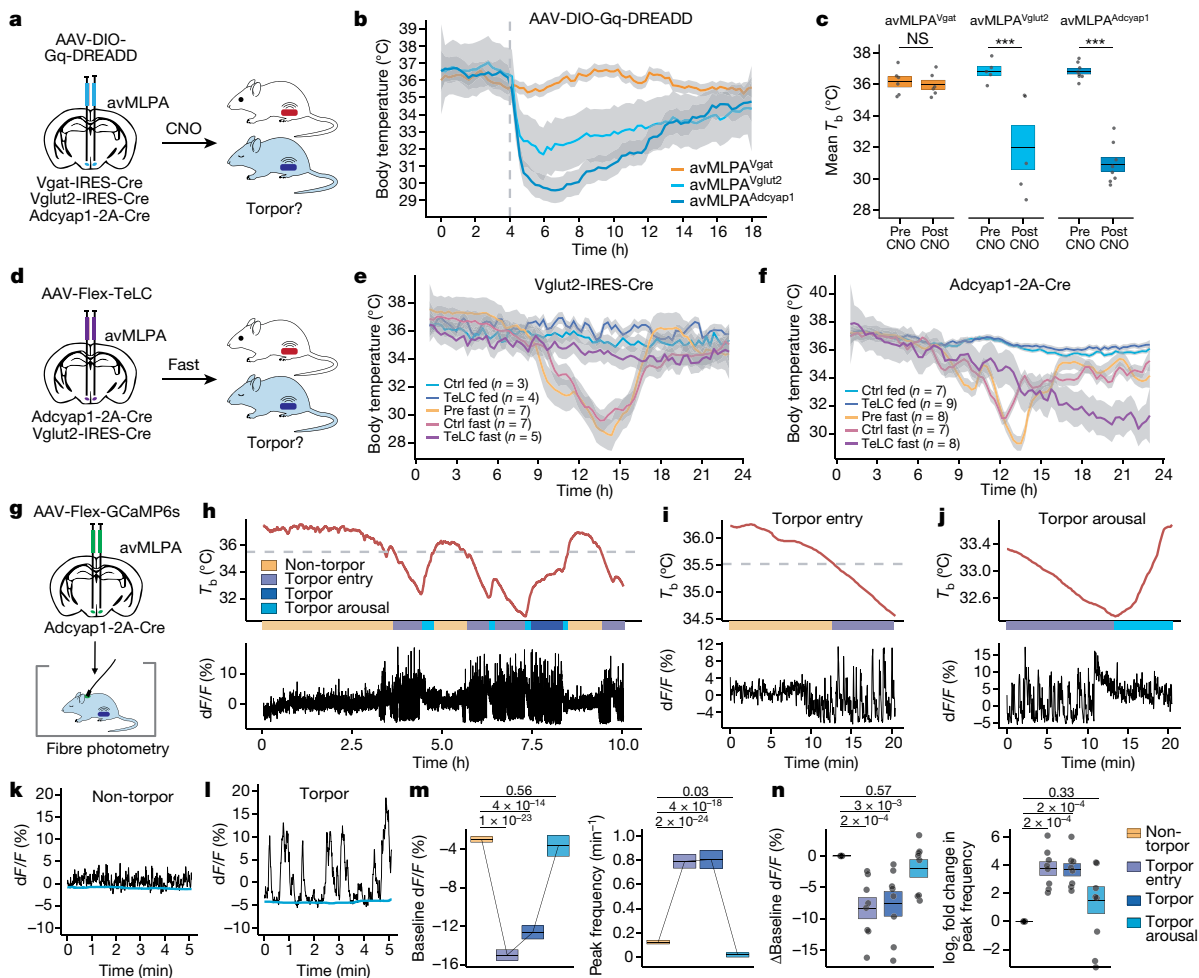 a
AAV-DIO-
Gq-DREADD
avMLPA
CNO
Vgat-IRES-Cre
Vglut2-IRES-Cre
Adcyap1-2A-Cre
Torpor?
b
AAV-DIO-Gq-DREADD
Body temperature (°C)
39
38
37
36
35
34
33
32
31
30
29
avMLPA^Vgat
avMLPA^Vglut2
avMLPA^Adcyap1
0 2 4 6 8 10 12 14 16 18
Time (h)
c
avMLPA^Vgat avMLPA^Vglut2 avMLPA^Adcyap1
NS *** ***
Mean Tb (°C)
36
34
32
30
28
Pre CNO Post CNO Pre CNO Post CNO Pre CNO Post CNO
d
AAV-Flex-TeLC
avMLPA
Fast
Adcyap1-2A-Cre
Vglut2-IRES-Cre
Torpor?
e
Vglut2-IRES-Cre
Body temperature (°C)
38
36
34
32
30
28
Ctrl fed (n = 3)
TeLC fed (n = 4)
Pre fast (n = 7)
Ctrl fast (n = 7)
TeLC fast (n = 5)
0 3 6 9 12 15 18 21 24
Time (h)
f
Adcyap1-2A-Cre
Body temperature (°C)
40
38
36
34
32
30
Ctrl fed (n = 7)
TeLC fed (n = 9)
Pre fast (n = 8)
Ctrl fast (n = 7)
TeLC fast (n = 8)
0 3 6 9 12 15 18 21 24
Time (h)
g
AAV-Flex-GCaMP6s
avMLPA
Adcyap1-2A-Cre
Fibre photometry
h
Tb (°C)
36
32
Non-torpor
Torpor entry
Torpor
Torpor arousal
dF/F (%)
10
0
0 2.5 5.0 7.5 10.0
Time (h)
i
Torpor entry
Tb (°C)
36.0
35.5
35.0
34.5
dF/F (%)
12
8
4
0
−4
0 5 10 15 20
Time (min)
j
Torpor arousal
Tb (°C)
33.6
33.2
32.8
32.4
dF/F (%)
15
10
5
0
−5
0 5 10 15 20
Time (min)
k
Non-torpor
dF/F (%)
20
15
10
5
0
−5
−10
0 1 2 3 4 5
Time (min)
l
Torpor
20
15
10
5
0
−5
−10
0 1 2 3 4 5
Time (min)
m
0.56
4 × 10−14
1 × 10−23
Baseline dF/F (%)
−4
−8
−12
−16
0.03
4 × 10−18
2 × 10−24
Peak frequency (min−1)
1.0
0.8
0.6
0.4
0.2
0
n
0.57
3 × 10−3
2 × 10−4
ΔBaseline dF/F (%)
0
−5
−10
−15
0.33
2 × 10−4
2 × 10−4
log2 fold change in
peak frequency
6
4
2
0
−2
Non-
torpor
Torpor
entry
Torpor
Torpor
arousal